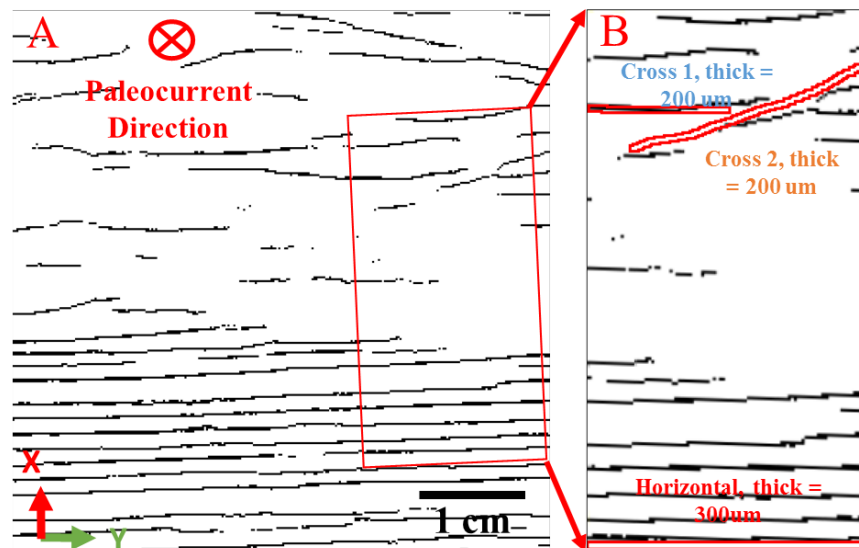 A
Paleocurrent
Direction
X
Y
1 cm
B
Cross 1, thick =
200 um
Cross 2, thick
= 200 um
Horizontal, thick =
300um